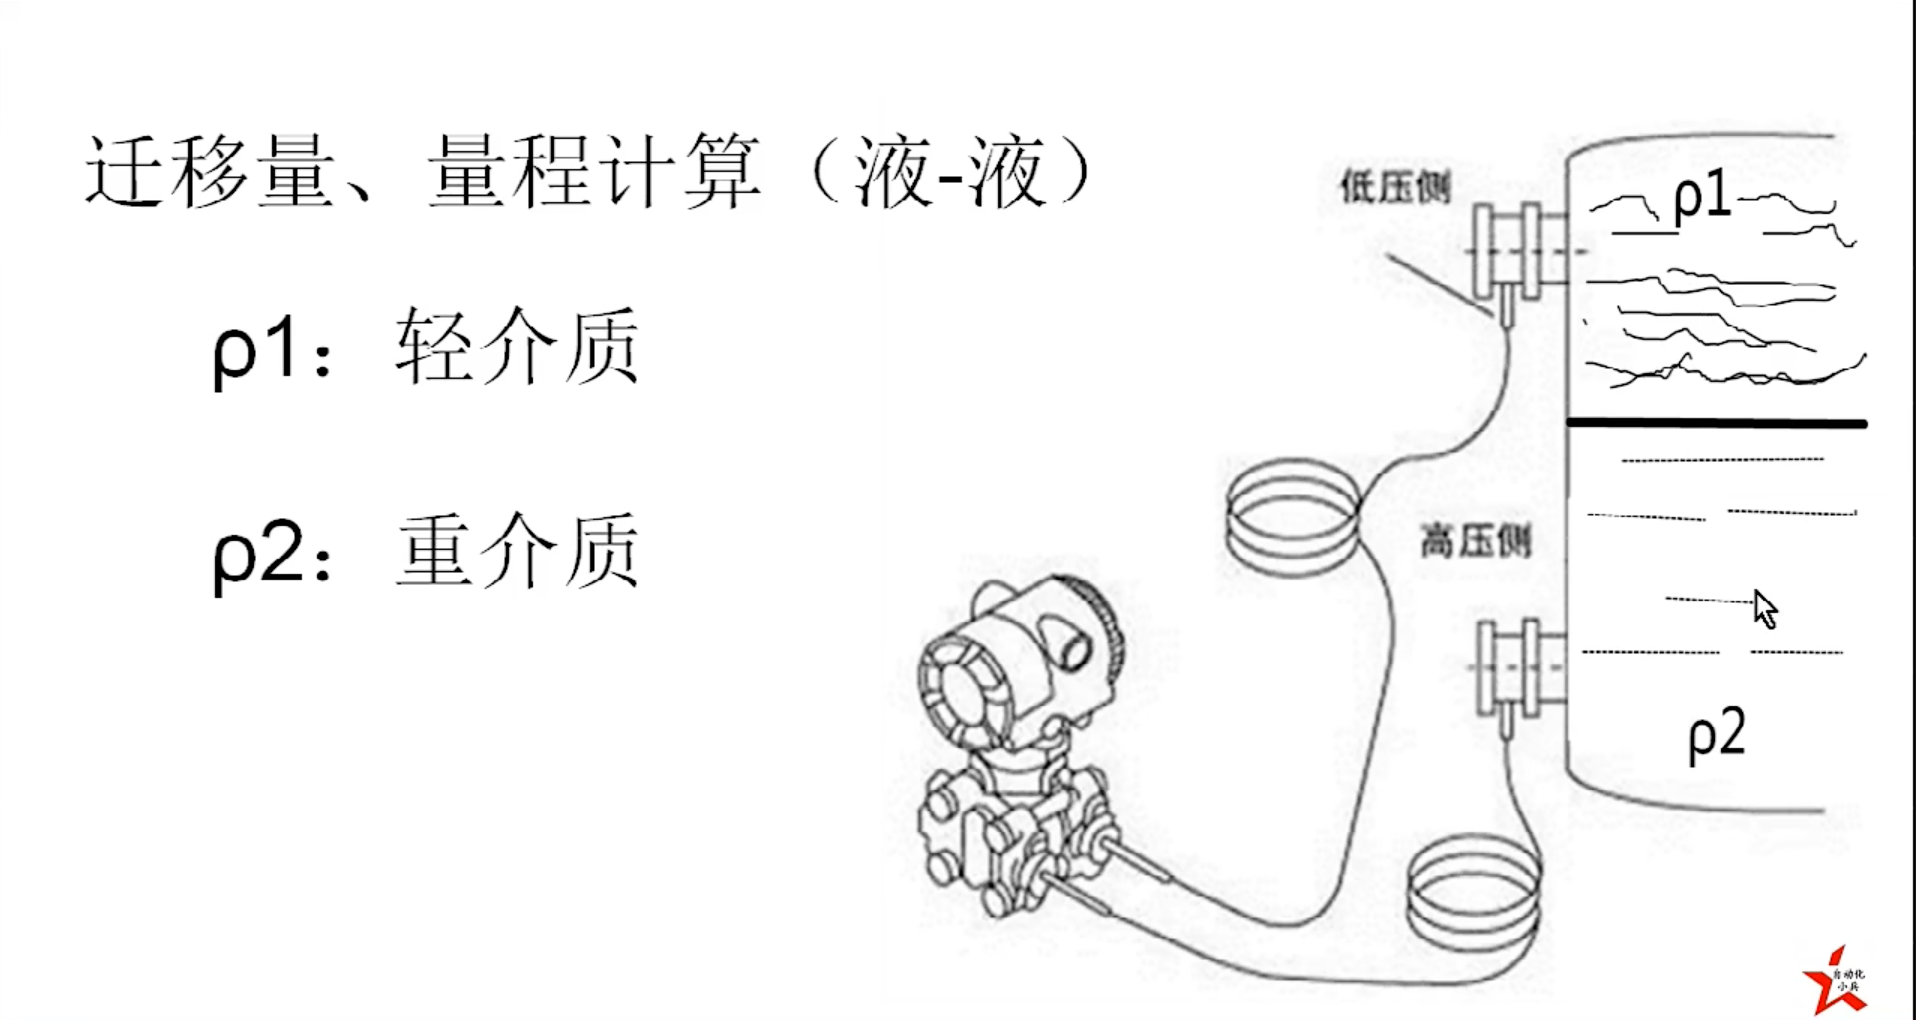 迁移量、量程计算（液-液）
ρ1：轻介质
ρ2：重介质
低压侧
ρ1
高压侧
ρ2
自动化
小兵